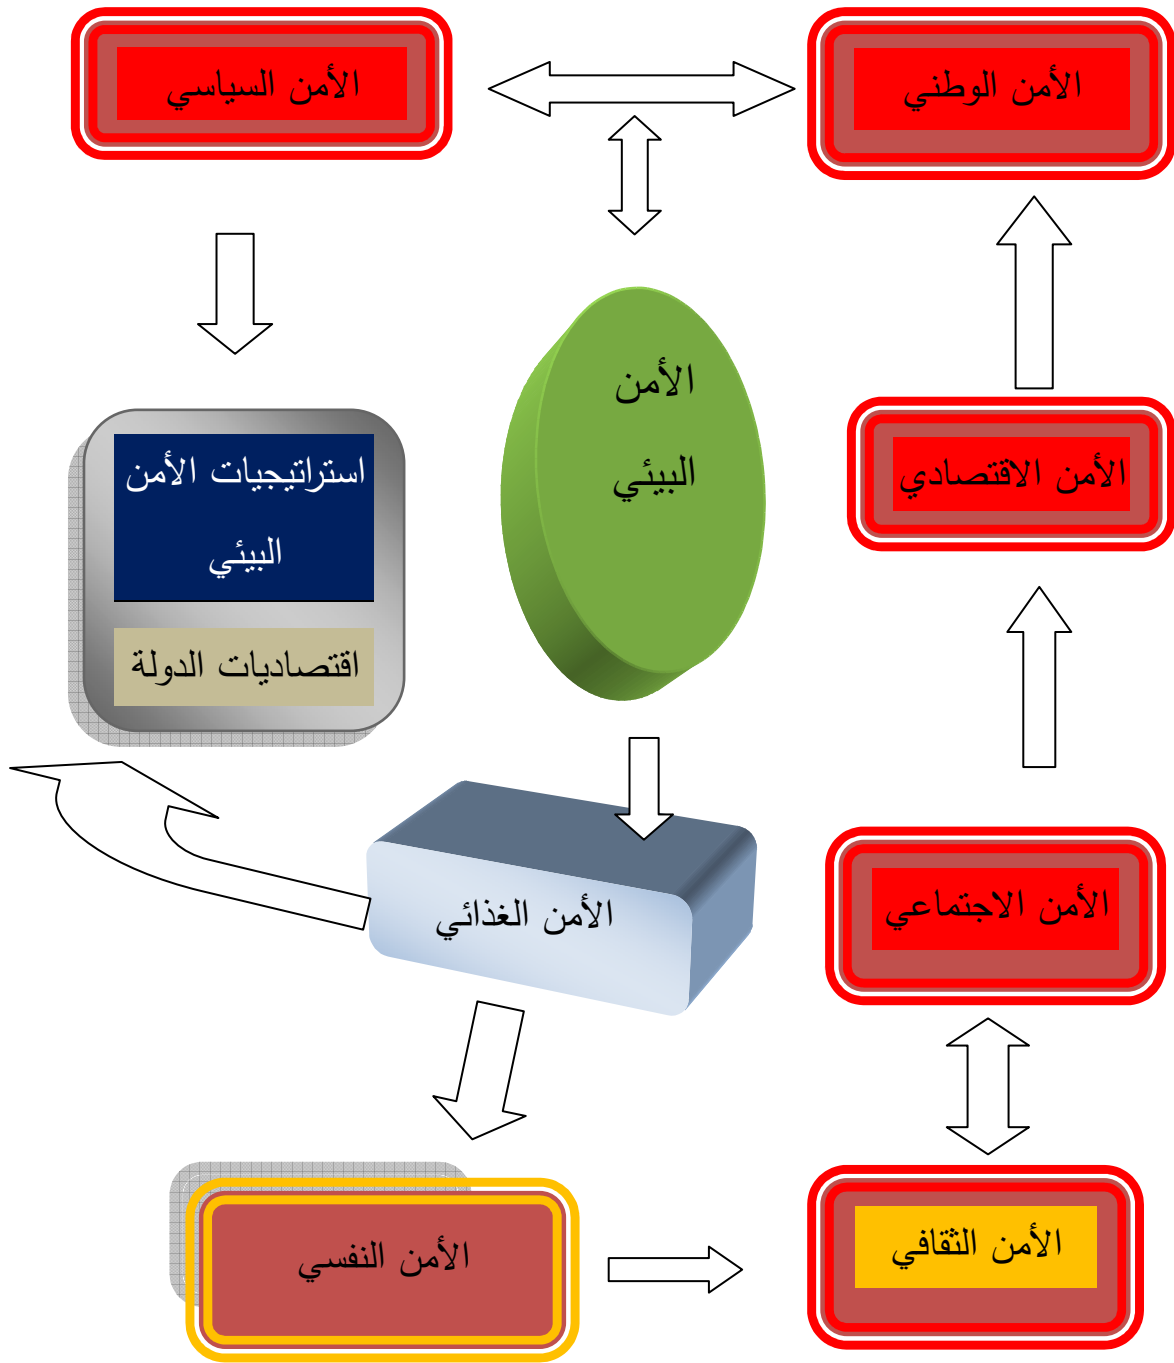 الأمن الوطني
الأمن السياسي
الأمن
البيئي
الأمن الاقتصادي
استراتيجيات الأمن
البيئي
اقتصاديات الدولة
الأمن الاجتماعي
الأمن الغذائي
الأمن الثقافي
الأمن النفسي